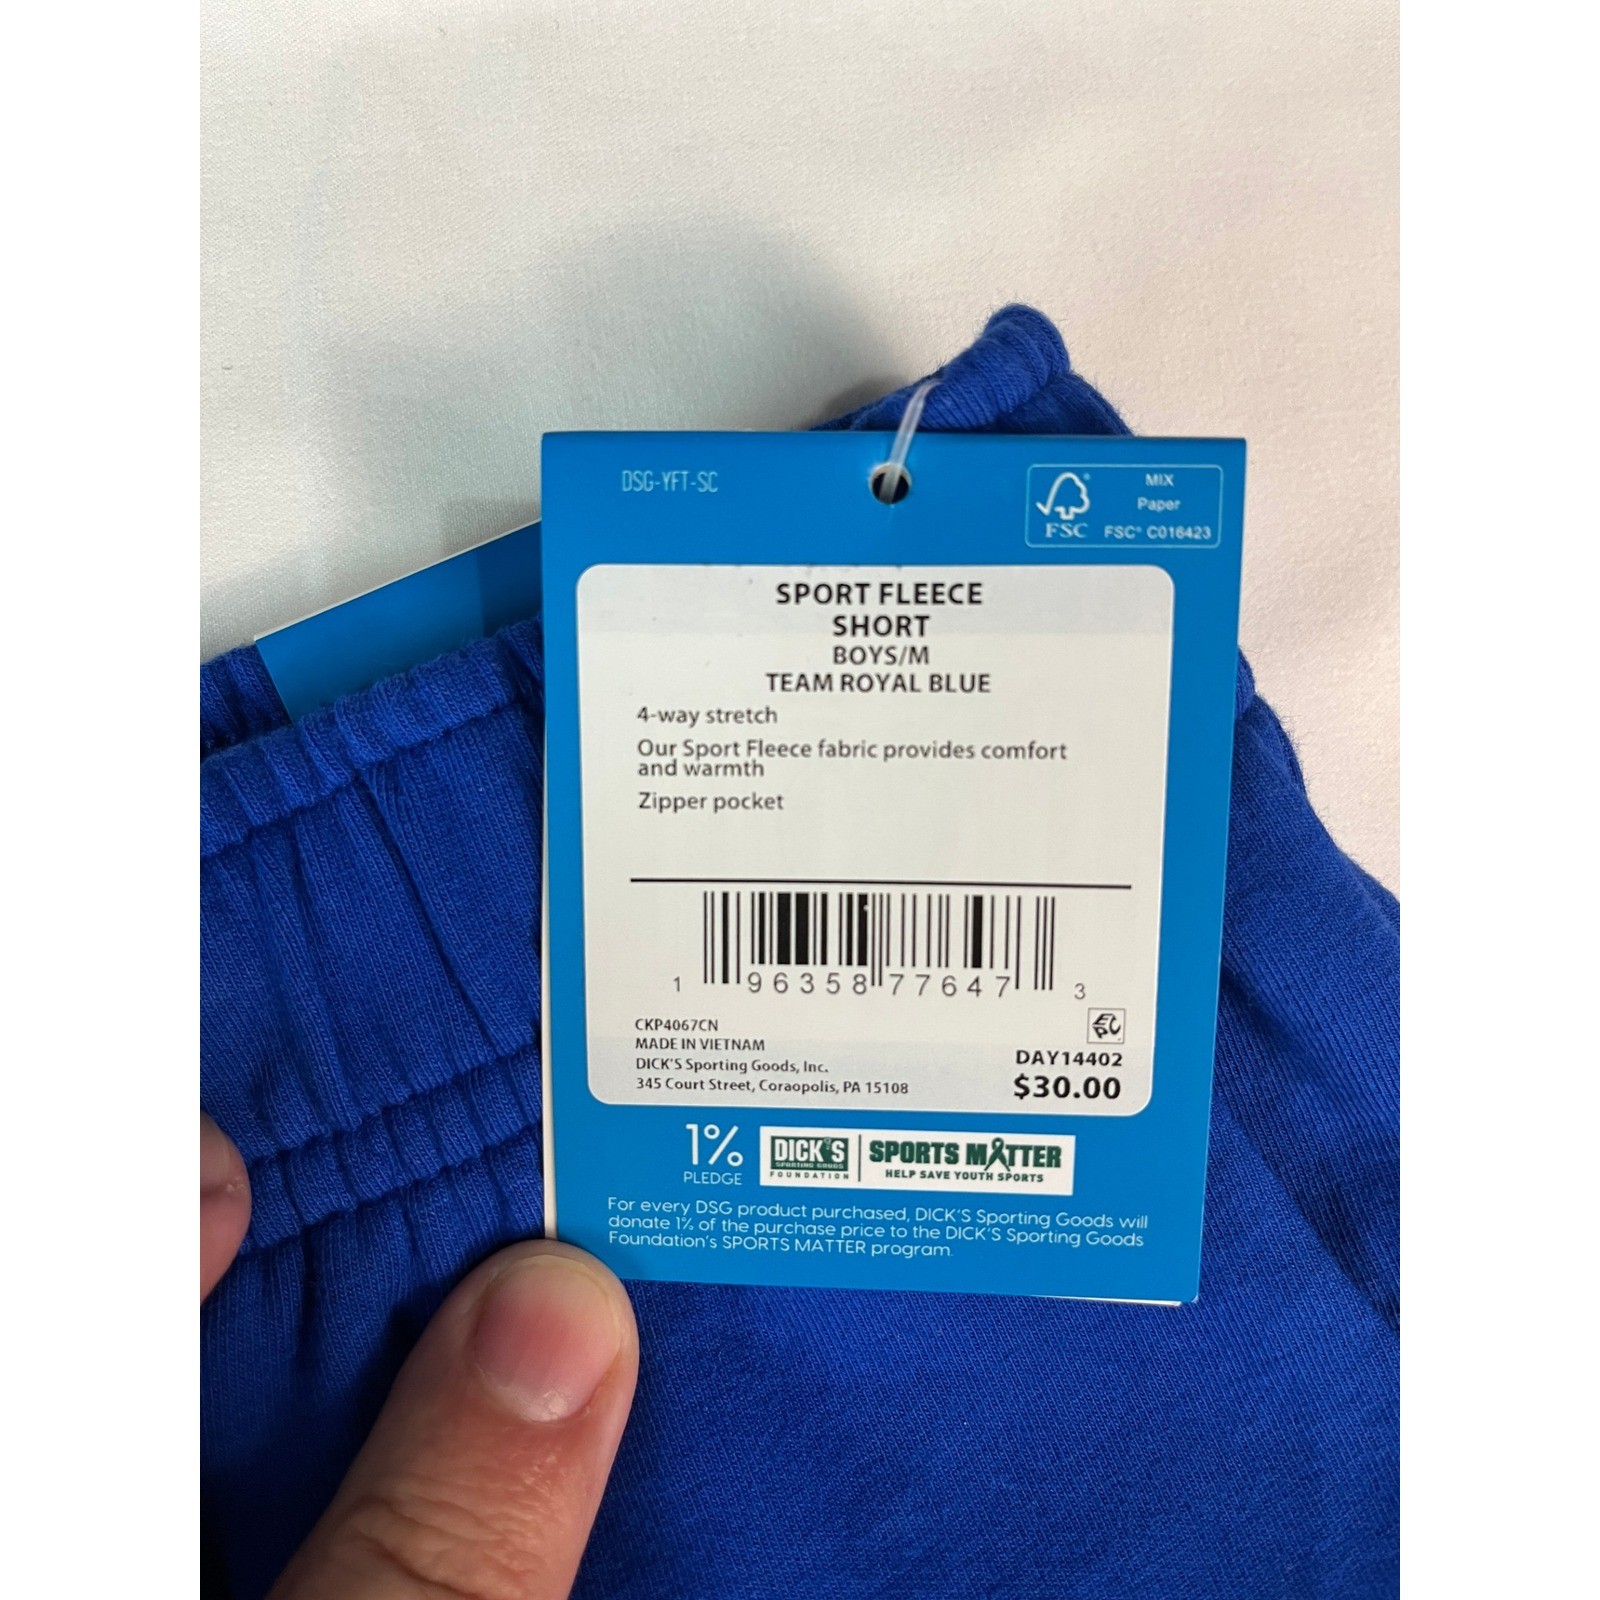 DSG-YFT-SC
FSC
MIX
Paper
FSC® C016423
SPORT FLEECE
SHORT
BOYS/M
TEAM ROYAL BLUE
4-way stretch
Our Sport Fleece fabric provides comfort
and warmth
Zipper pocket
1 96358 77647 3
CKP4067CN
MADE IN VIETNAM
DICK'S Sporting Goods, Inc.
345 Court Street, Coraopolis, PA 15108
EPC
DAY14402
$30.00
1%
PLEDGE
DICK'S
SPORTING GOODS
FOUNDATION
SPORTS MATTER
HELP SAVE YOUTH SPORTS
For every DSG product purchased, DICK'S Sporting Goods will
donate 1% of the purchase price to the DICK'S Sporting Goods
Foundation's SPORTS MATTER program.